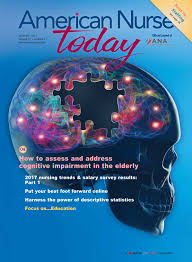 American Nurse
today
ANA
CE
How to assess and address
cognitive impairment in the elderly
2017 nursing trends & salary survey results:
Part 1
Put your best foot forward online
Harness the power of descriptive statistics
Focus on...Education